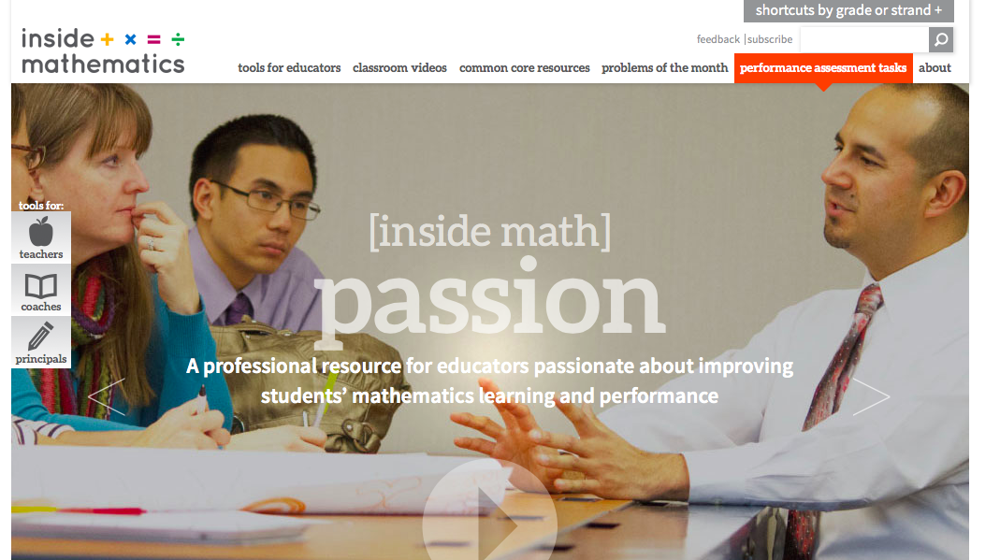 shortcuts by grade or strand +
inside + × = ÷
mathematics
feedback | subscribe
tools for educators classroom videos common core resources problems of the month performance assessment tasks about
tools for:
teachers
coaches
principals
[inside math]
passion
A professional resource for educators passionate about improving
students’ mathematics learning and performance